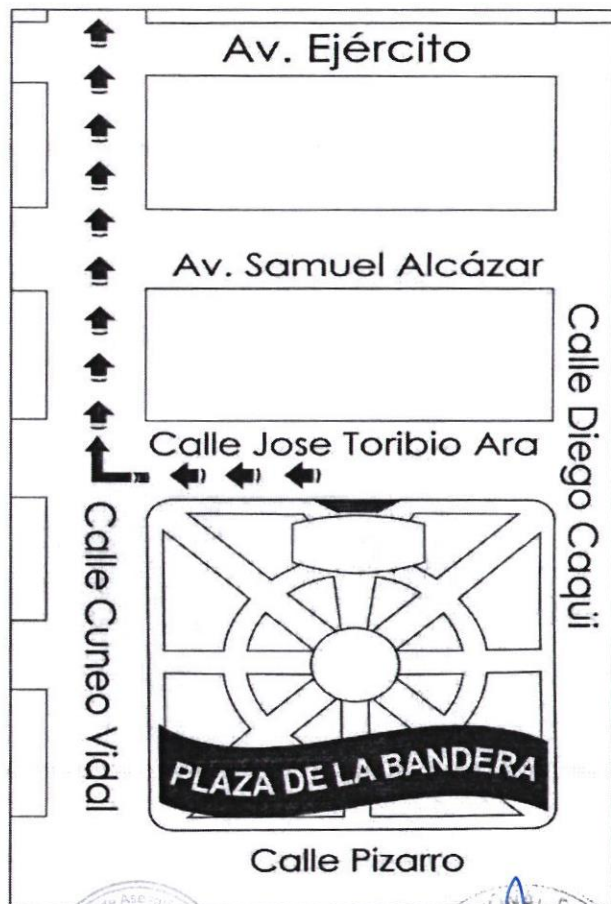 Av. Ejército
Av. Samuel Alcázar
Calle Diego Caqüi
Calle Jose Toribio Ara
Calle Cuneo Vidal
PLAZA DE LA BANDERA
Calle Pizarro